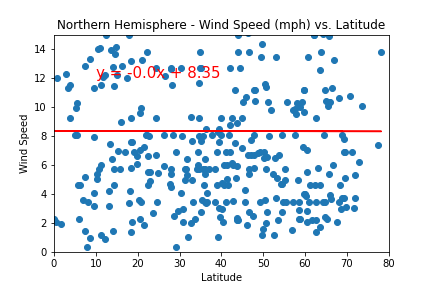 Northern Hemisphere - Wind Speed (mph) vs. Latitude
14
12
10
8
6
4
2
0
Wind Speed
y = -0.0x + 8.35
0 10 20 30 40 50 60 70 80
Latitude